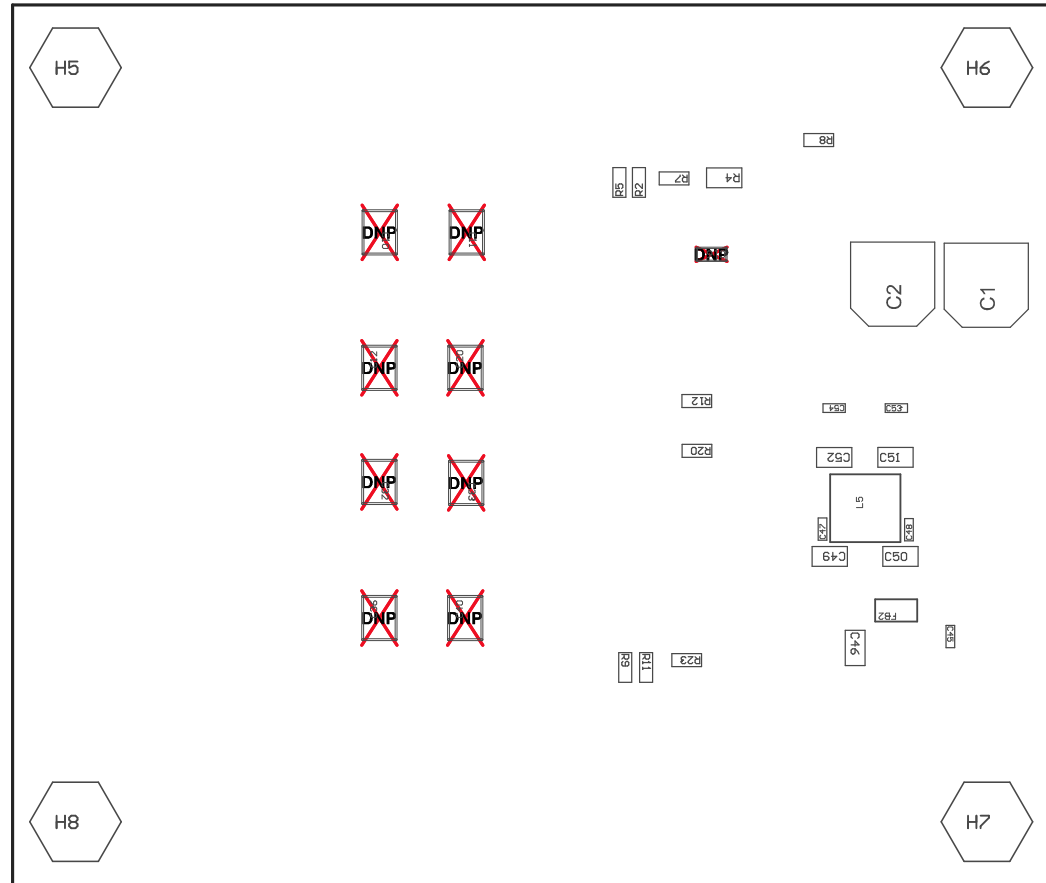 H5
H6
R8
R5
R2
R7
R4
DNP
DNP
DNP
C2
C1
DNP
DNP
R12
C54
C53
R20
C52
C51
DNP
DNP
L5
C47
C48
C49
C50
DNP
DNP
FB2
C46
C45
R9
R11
R23
H8
H7